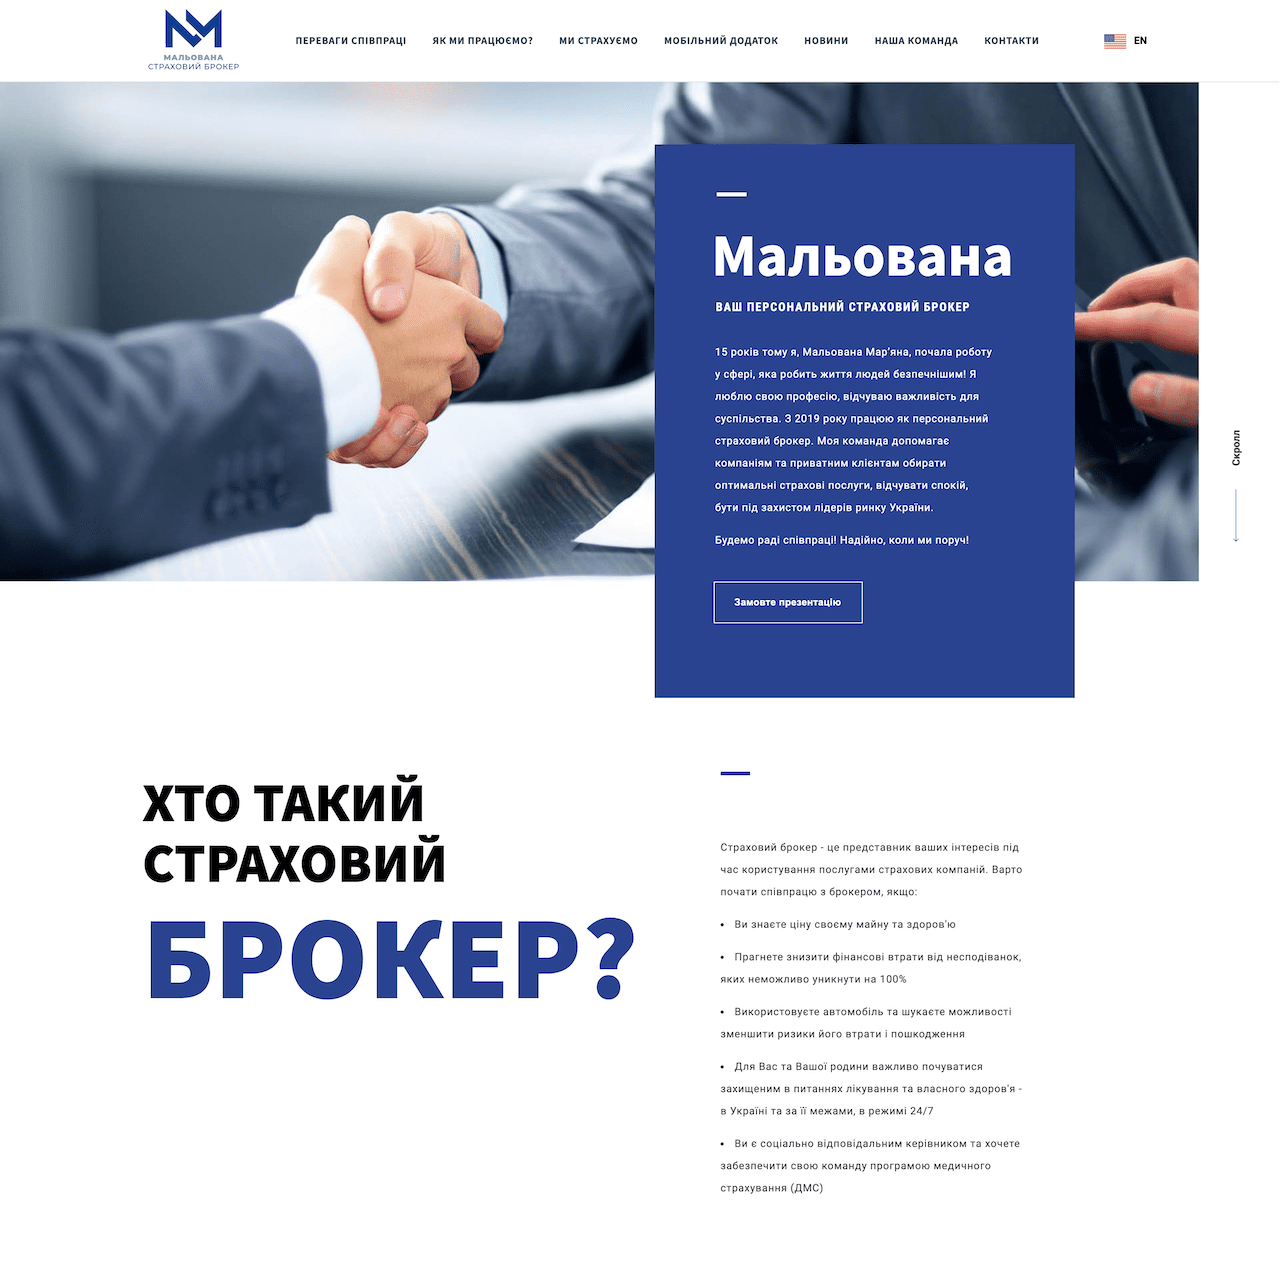 МАЛЬОВАНА
СТРАХОВИЙ БРОКЕР
ПЕРЕВАГИ СПІВПРАЦІ
ЯК МИ ПРАЦЮЄМО?
МИ СТРАХУЄМО
МОБІЛЬНИЙ ДОДАТОК
НОВИНИ
НАША КОМАНДА
КОНТАКТИ
EN
Мальована
ВАШ ПЕРСОНАЛЬНИЙ СТРАХОВИЙ БРОКЕР
15 років тому я, Мальована Мар’яна, почала роботу
у сфері, яка робить життя людей безпечнішим! Я
люблю свою професію, відчуваю важливість для
суспільства. З 2019 року працюю як персональний
страховий брокер. Моя команда допомагає
компаніям та приватним клієнтам обирати
оптимальні страхові послуги, відчувати спокій,
бути під захистом лідерів ринку України.
Будемо раді співпраці! Надійно, коли ми поруч!
Замовте презентацію
Скролл
ХТО ТАКИЙ
СТРАХОВИЙ
БРОКЕР?
Страховий брокер - це представник ваших інтересів під
час користування послугами страхових компаній. Варто
почати співпрацю з брокером, якщо:
• Ви знаєте ціну своєму майну та здоров'ю
• Прагнете знизити фінансові втрати від несподіванок,
яких неможливо уникнути на 100%
• Використовуєте автомобіль та шукаєте можливості
зменшити ризики його втрати і пошкодження
• Для Вас та Вашої родини важливо почуватися
захищеним в питаннях лікування та власного здоров'я -
в Україні та за її межами, в режимі 24/7
• Ви є соціально відповідальним керівником та хочете
забезпечити свою команду програмою медичного
страхування (ДМС)